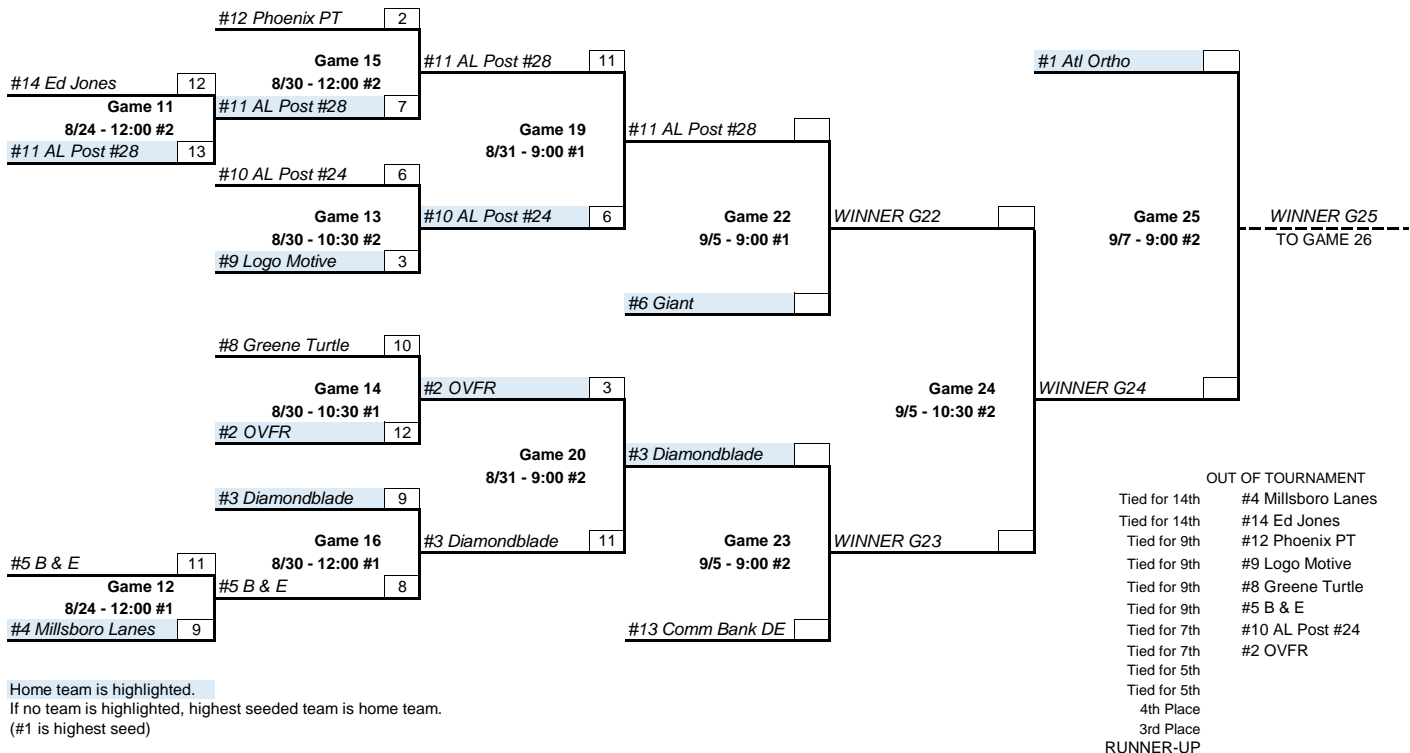 #12 Phoenix PT 2
Game 15
8/30 - 12:00 #2
#11 AL Post #28 11
#1 Atl Ortho
#14 Ed Jones 12
Game 11
8/24 - 12:00 #2
#11 AL Post #28 7
#11 AL Post #28 13
Game 19
8/31 - 9:00 #1
#11 AL Post #28
#10 AL Post #24 6
Game 13
8/30 - 10:30 #2
#10 AL Post #24 6
#9 Logo Motive 3
Game 22
9/5 - 9:00 #1
WINNER G22
Game 25
9/7 - 9:00 #2
WINNER G25
TO GAME 26
#6 Giant
#8 Greene Turtle 10
Game 14
8/30 - 10:30 #1
#2 OVFR 3
#2 OVFR 12
Game 24
9/5 - 10:30 #2
WINNER G24
Game 20
8/31 - 9:00 #2
#3 Diamondblade
#3 Diamondblade 9
Game 16
8/30 - 12:00 #1
#3 Diamondblade 11
Game 23
9/5 - 9:00 #2
WINNER G23
#5 B & E 11
Game 12
8/24 - 12:00 #1
#5 B & E 8
#4 Millsboro Lanes 9
#13 Comm Bank DE
OUT OF TOURNAMENT
Tied for 14th #4 Millsboro Lanes
Tied for 14th #14 Ed Jones
Tied for 9th #12 Phoenix PT
Tied for 9th #9 Logo Motive
Tied for 9th #8 Greene Turtle
Tied for 9th #5 B & E
Tied for 7th #10 AL Post #24
Tied for 7th #2 OVFR
Tied for 5th
Tied for 5th
4th Place
3rd Place
RUNNER-UP
Home team is highlighted.
If no team is highlighted, highest seeded team is home team.
(#1 is highest seed)